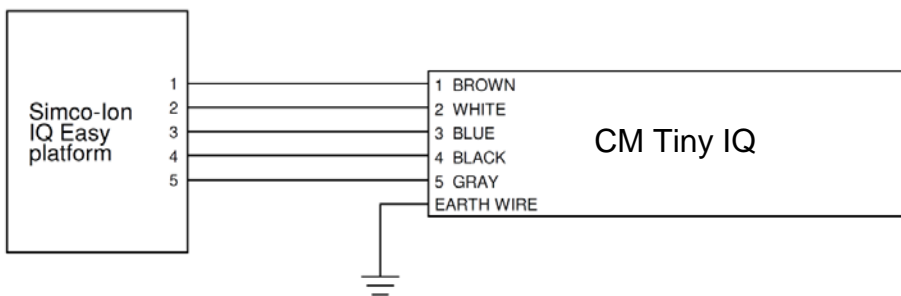 Simco-Ion
IQ Easy
platform
1
2
3
4
5
1 BROWN
2 WHITE
3 BLUE
4 BLACK
5 GRAY
EARTH WIRE
CM Tiny IQ